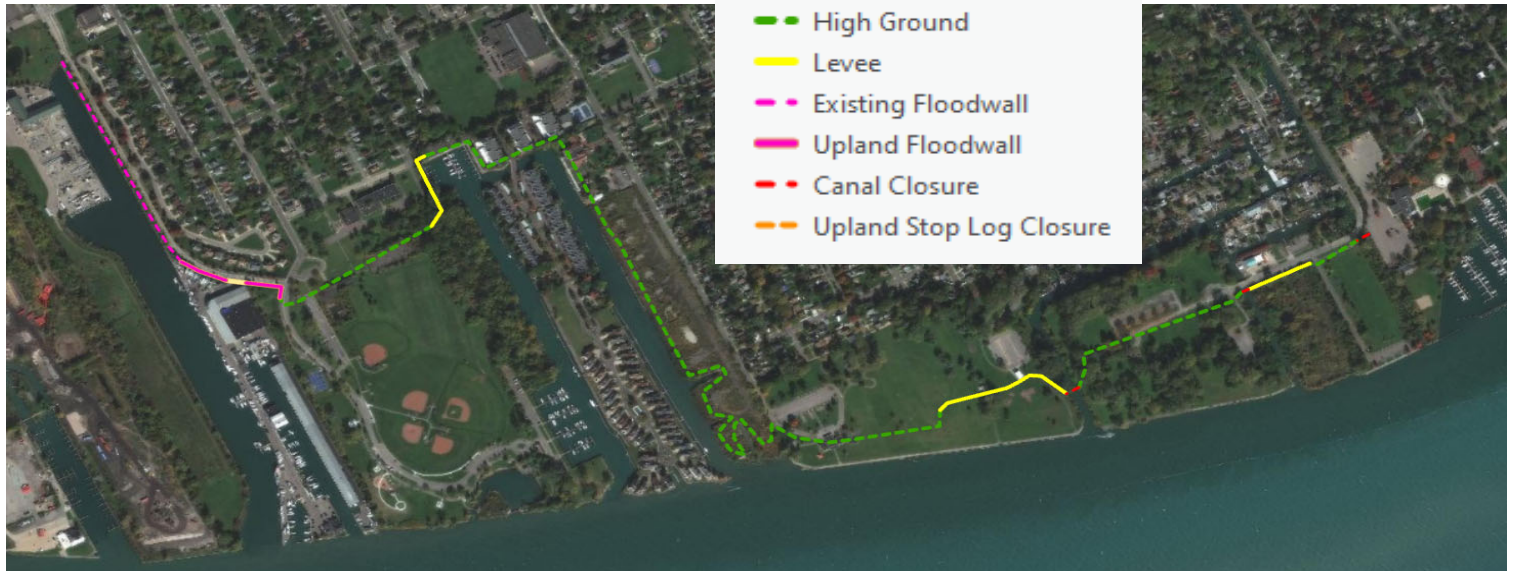 High Ground
Levee
Existing Floodwall
Upland Floodwall
Canal Closure
Upland Stop Log Closure